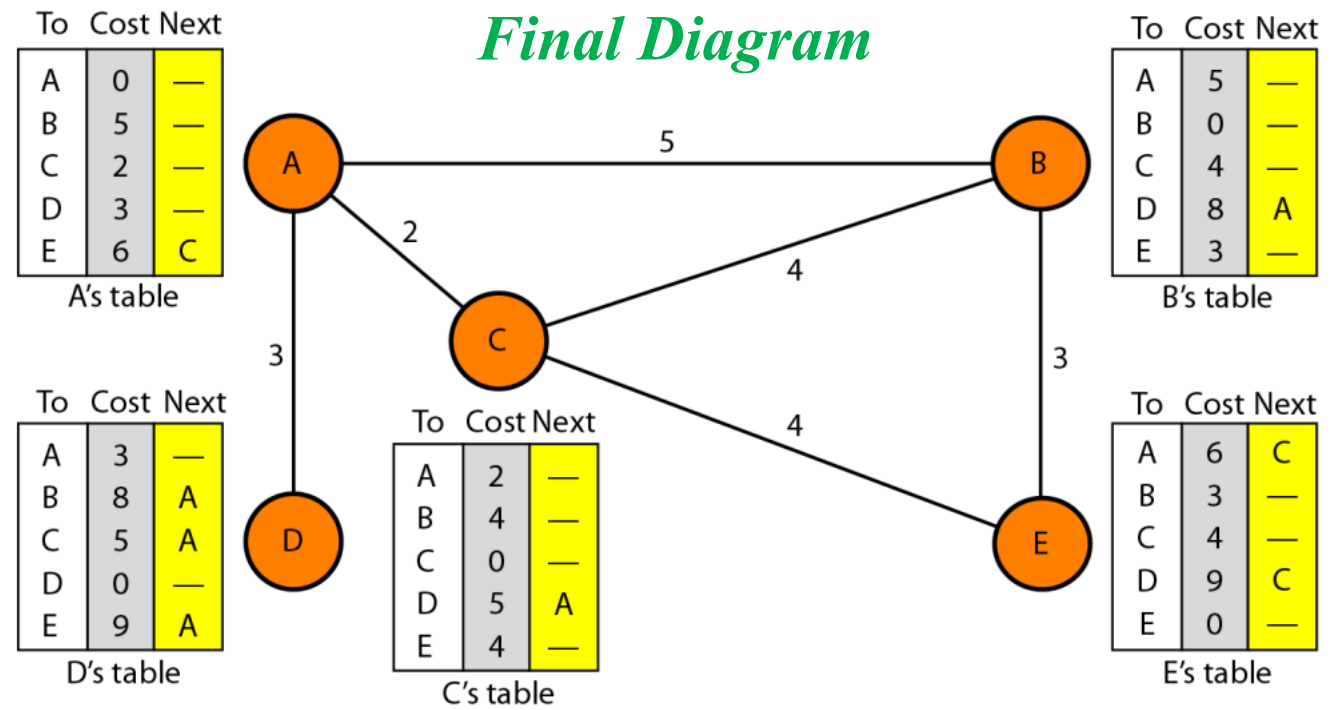 Final Diagram
To Cost Next
A 0 —
B 5 —
C 2 —
D 3 —
E 6 C
A's table
To Cost Next
A 5 —
B 0 —
C 4 —
D 8 A
E 3 —
B's table
A
5
B
2
4
C
3
3
4
D
E
To Cost Next
A 3 —
B 8 A
C 5 A
D 0 —
E 9 A
D's table
To Cost Next
A 2 —
B 4 —
C 0 —
D 5 A
E 4 —
C's table
To Cost Next
A 6 C
B 3 —
C 4 —
D 9 C
E 0 —
E's table